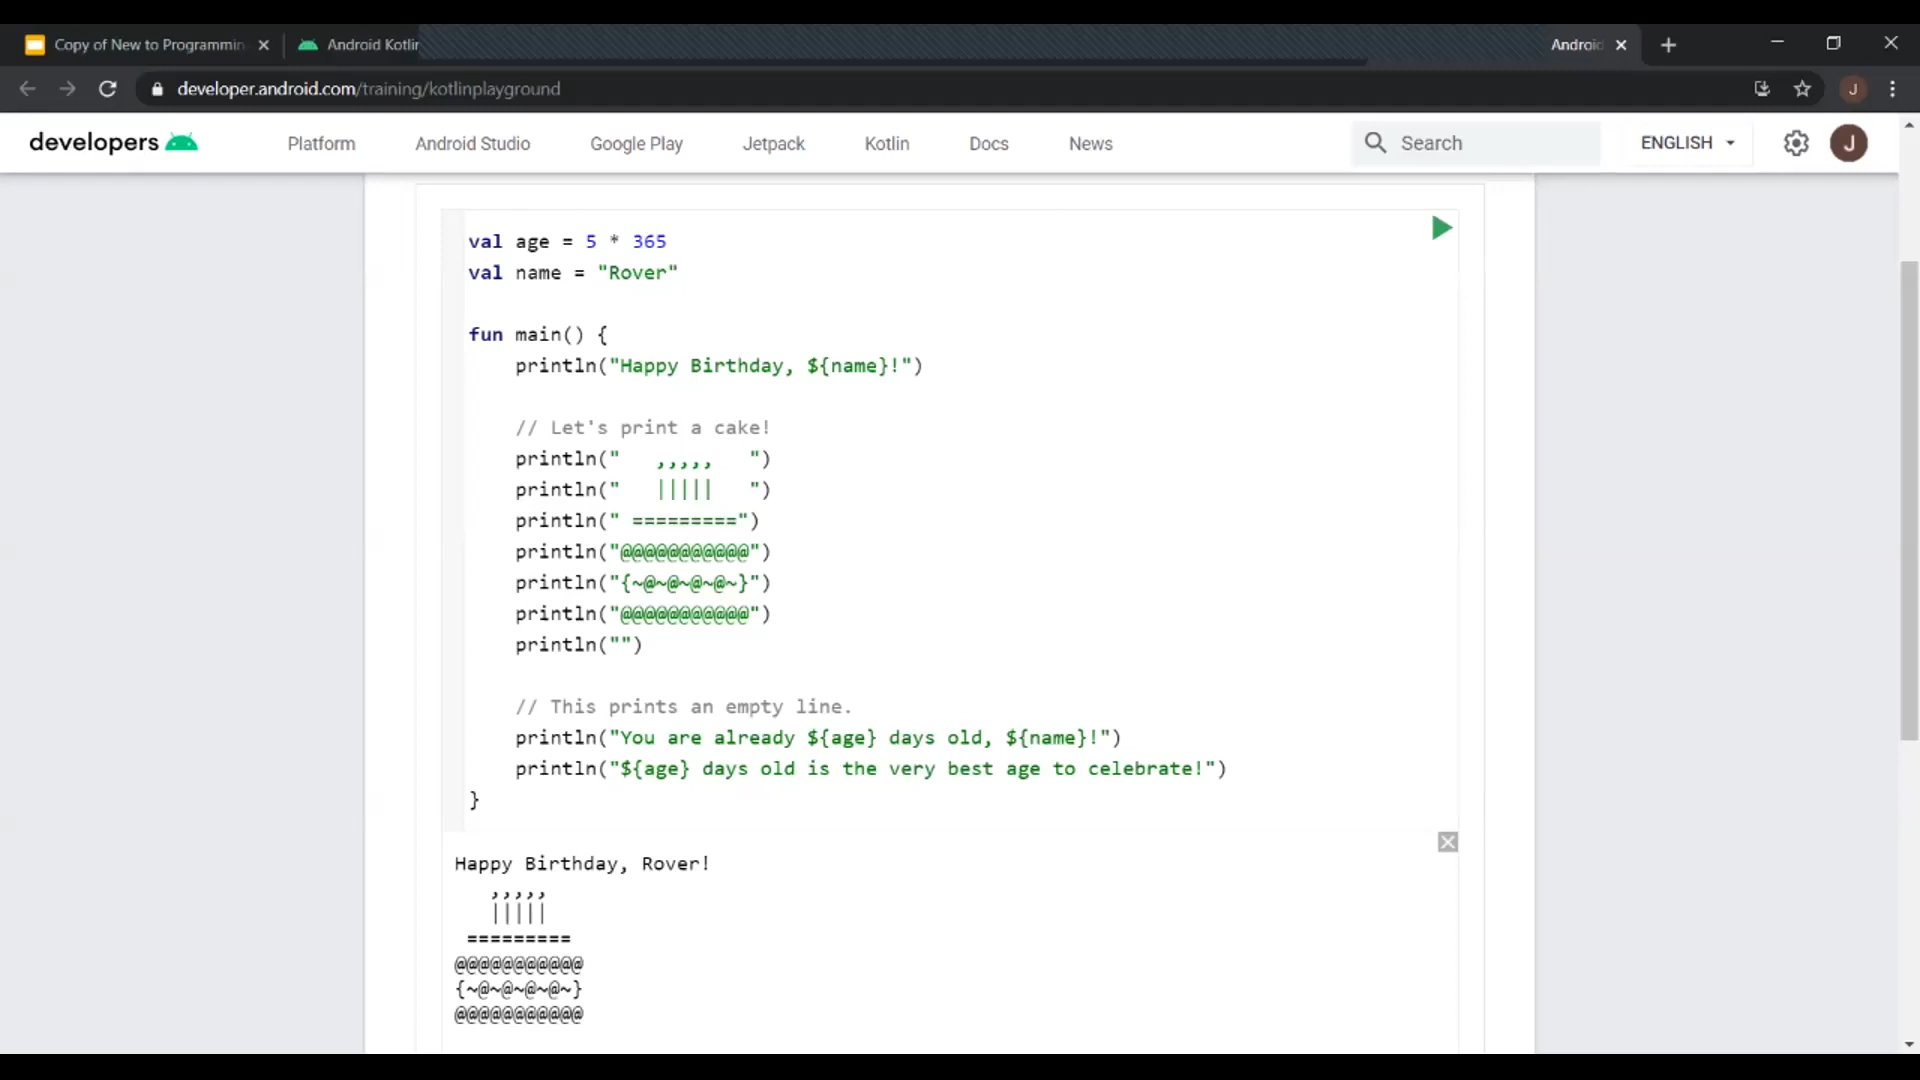 Copy of New to Programmin
Android Kotlin
Android
developer.android.com/training/kotlinplayground
J
developers
Platform
Android Studio
Google Play
Jetpack
Kotlin
Docs
News
Search
ENGLISH
J
val age = 5 * 365
val name = "Rover"
fun main() {
    println("Happy Birthday, ${name}!")
    // Let's print a cake!
    println("   ,,,,,   ")
    println("   |||||   ")
    println(" =========")
    println("@@@@@@@@@@@")
    println("{~@~@~@~@~}")
    println("@@@@@@@@@@@")
    println("")
    // This prints an empty line.
    println("You are already ${age} days old, ${name}!")
    println("${age} days old is the very best age to celebrate!")
}
Happy Birthday, Rover!
   ,,,,,
   |||||
 =========
@@@@@@@@@@@
{~@~@~@~@~}
@@@@@@@@@@@